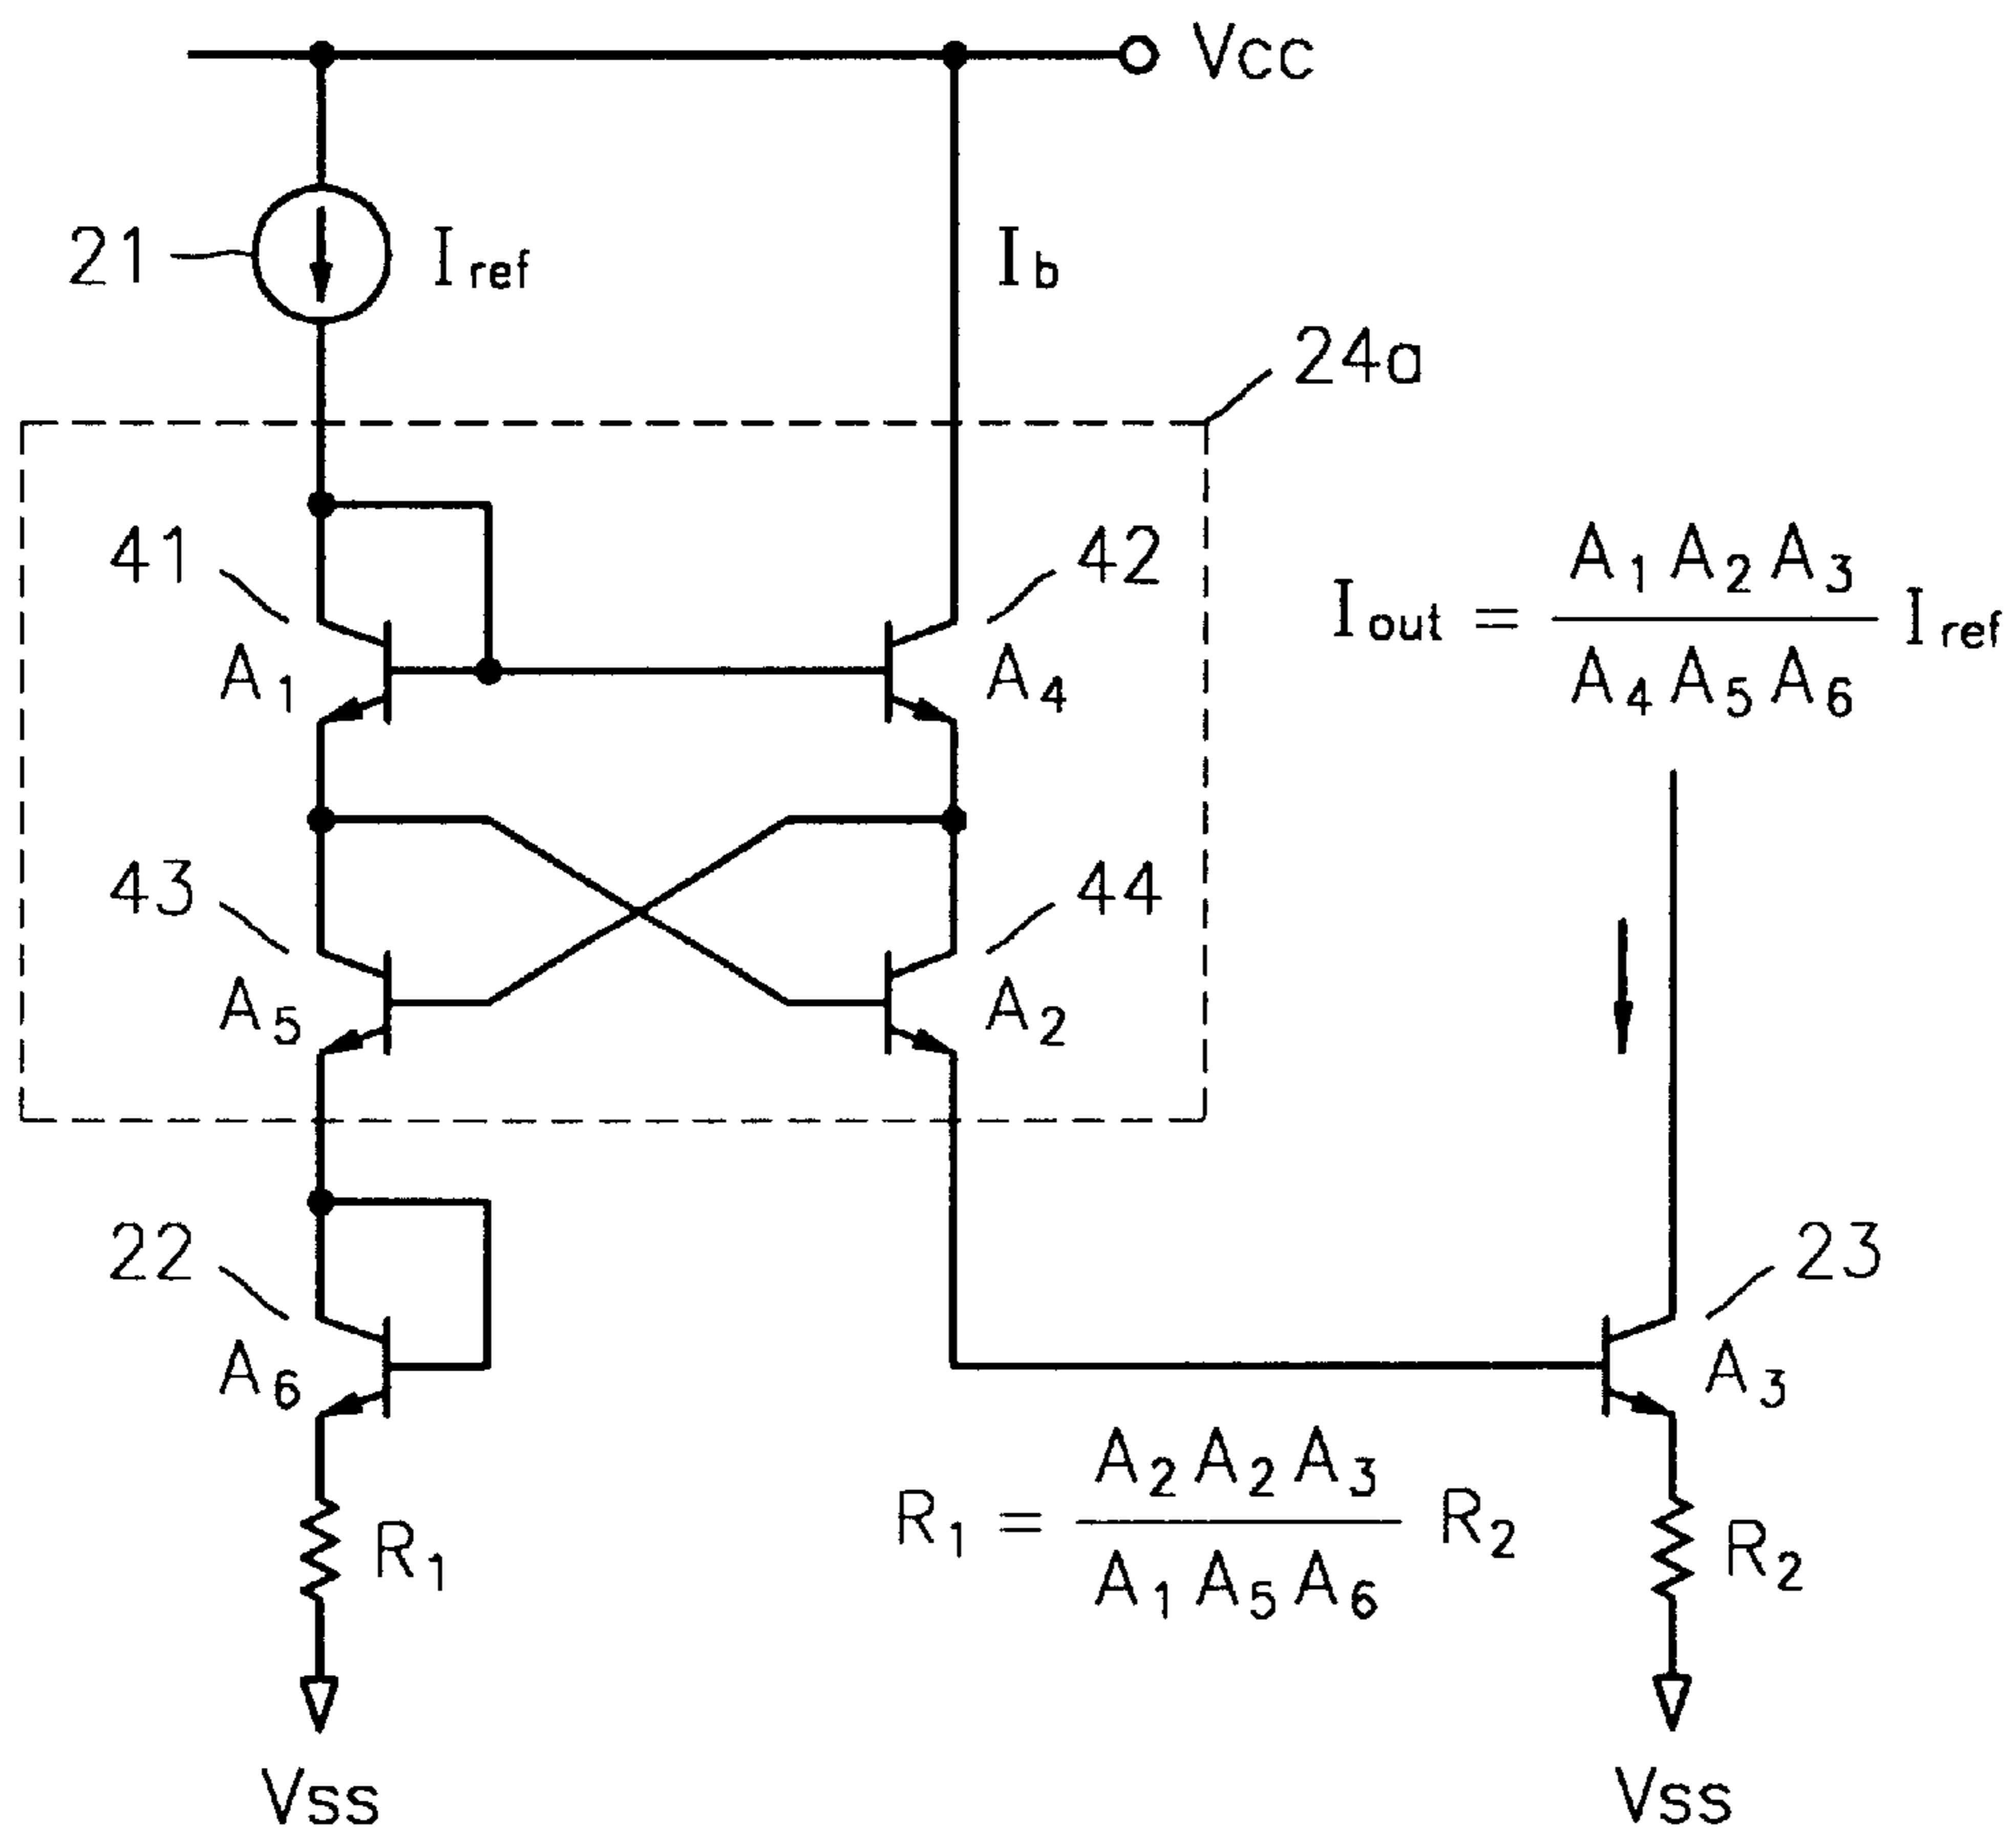 Vcc
21
Iref
Ib
24a
41
42
A1
A4
Iout = A1 A2 A3 / A4 A5 A6 Iref
43
44
A5
A2
22
23
A6
A3
R1 = A2 A2 A3 / A1 A5 A6 R2
R1
R2
Vss
Vss